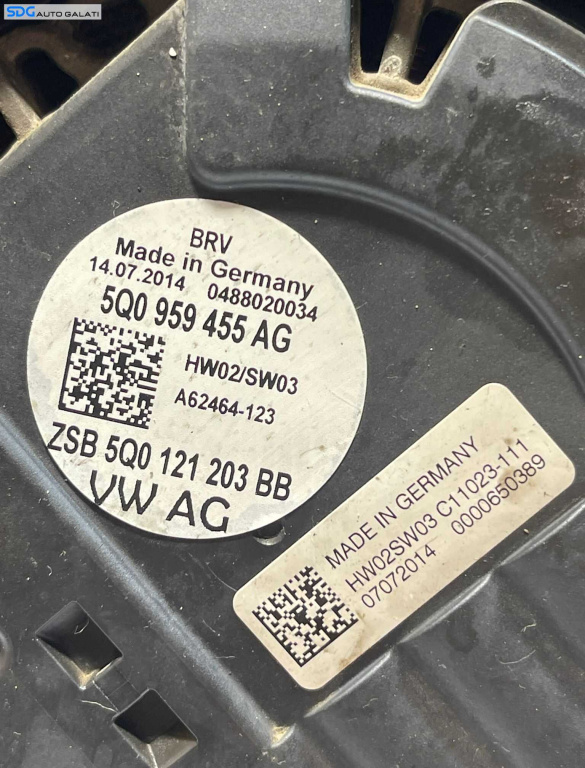 SDG AUTO GALATI
BRV
Made in Germany
14.07.2014 0488020034
5Q0 959 455 AG
HW02/SW03
A62464-123
ZSB 5Q0 121 203 BB
VW AG
MADE IN GERMANY
HW02SW03 C11023-111
07072014 0000650389